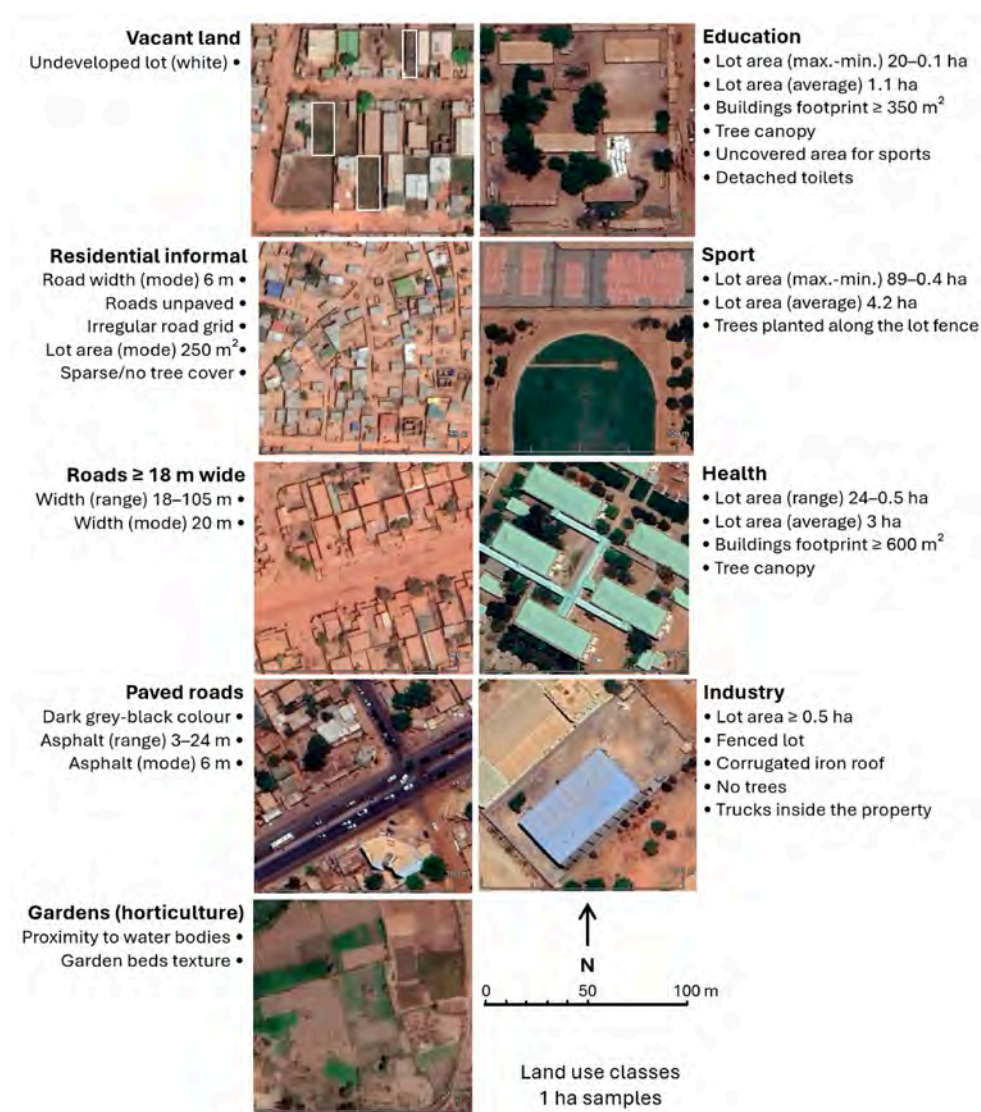 Vacant land
Undeveloped lot (white) •
Education
• Lot area (max.-min.) 20–0.1 ha
• Lot area (average) 1.1 ha
• Buildings footprint ≥ 350 m²
• Tree canopy
• Uncovered area for sports
• Detached toilets
Residential informal
Road width (mode) 6 m •
Roads unpaved •
Irregular road grid •
Lot area (mode) 250 m² •
Sparse/no tree cover •
Sport
• Lot area (max.-min.) 89–0.4 ha
• Lot area (average) 4.2 ha
• Trees planted along the lot fence
Roads ≥ 18 m wide
Width (range) 18–105 m •
Width (mode) 20 m •
Health
• Lot area (range) 24–0.5 ha
• Lot area (average) 3 ha
• Buildings footprint ≥ 600 m²
• Tree canopy
Paved roads
Dark grey-black colour •
Asphalt (range) 3–24 m •
Asphalt (mode) 6 m •
Industry
• Lot area ≥ 0.5 ha
• Fenced lot
• Corrugated iron roof
• No trees
• Trucks inside the property
Gardens (horticulture)
Proximity to water bodies •
Garden beds texture •
N
0 50 100 m
Land use classes
1 ha samples